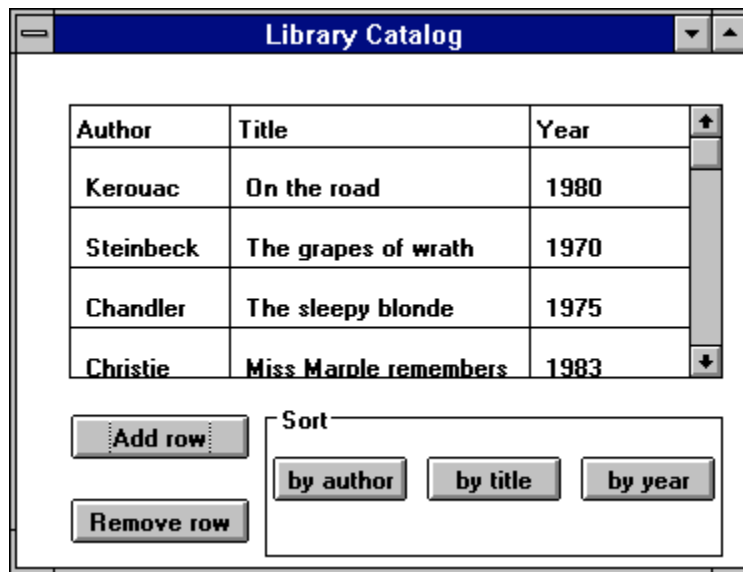 Library Catalog
Author Title Year
Kerouac On the road 1980
Steinbeck The grapes of wrath 1970
Chandler The sleepy blonde 1975
Christie Miss Marple remembers 1983
Add row
Sort
by author by title by year
Remove row